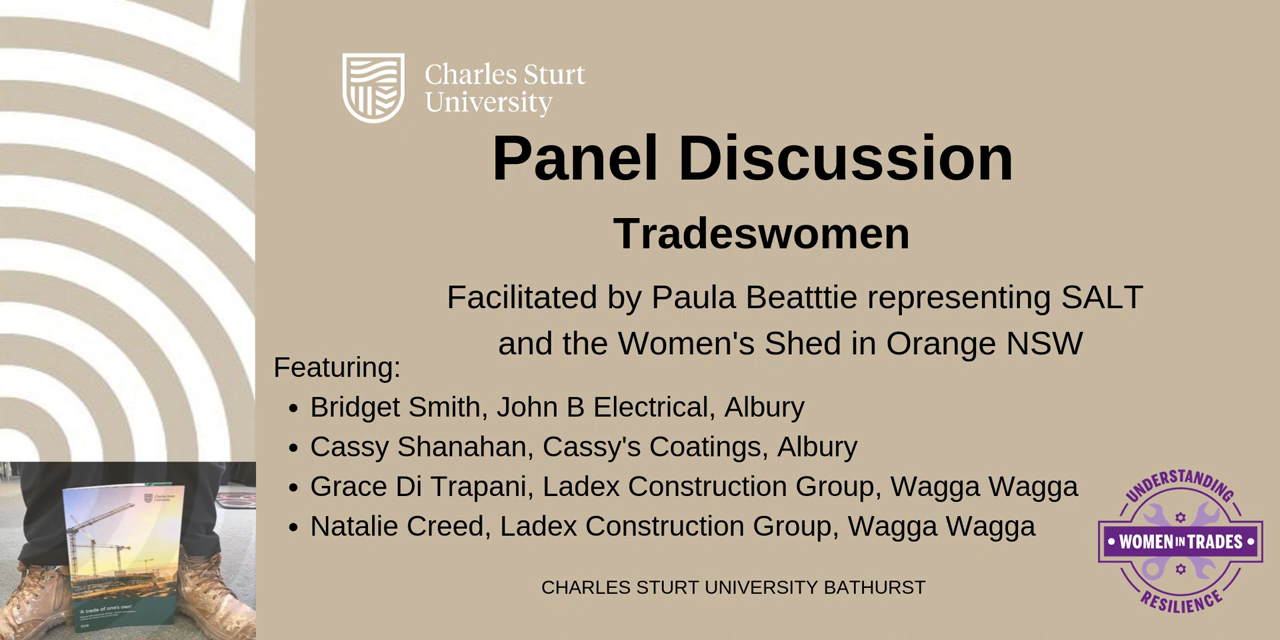 Charles Sturt
University
Panel Discussion
Tradeswomen
Facilitated by Paula Beatttie representing SALT
and the Women's Shed in Orange NSW
Featuring:
• Bridget Smith, John B Electrical, Albury
• Cassy Shanahan, Cassy's Coatings, Albury
• Grace Di Trapani, Ladex Construction Group, Wagga Wagga
• Natalie Creed, Ladex Construction Group, Wagga Wagga
CHARLES STURT UNIVERSITY BATHURST
UNDERSTANDING
• WOMEN IN TRADES •
RESILIENCE
Charles Sturt
University
'A trade of one's own'